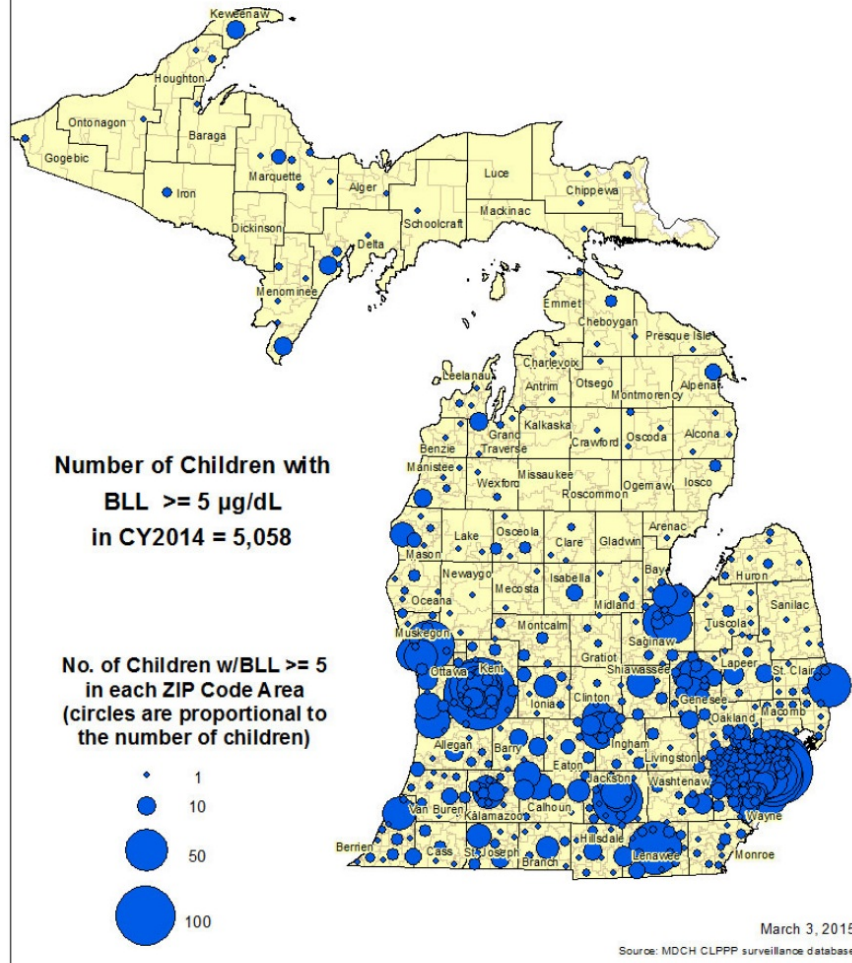 Keweenaw
Houghton
Ontonagon
Baraga
Gogebic
Marquette
Luce
Alger
Chippewa
Iron
Schoolcraft
Mackinac
Dickinson
Delta
Menominee
Emmet
Cheboygan
Presque Isle
Charlevoix
Leelanau
Antrim
Otsego
Montmorency
Alpena
Kalkaska
Grand
Traverse
Crawford
Oscoda
Alcona
Benzie
Manistee
Wexford
Missaukee
Roscommon
Ogemaw
Iosco
Number of Children with
BLL >= 5 µg/dL
in CY2014 = 5,058
Mason
Lake
Osceola
Clare
Gladwin
Arenac
Huron
Bay
Newaygo
Mecosta
Isabella
Midland
Oceana
Tuscola
Sanilac
Muskegon
Montcalm
Gratiot
Saginaw
Ottawa
Kent
Ionia
Clinton
Shiawassee
Genesee
Lapeer
St. Clair
Oakland
Macomb
Allegan
Barry
Eaton
Ingham
Livingston
Van Buren
Kalamazoo
Calhoun
Jackson
Washtenaw
Wayne
Berrien
Cass
St Joseph
Branch
Hillsdale
Lenawee
Monroe
No. of Children w/BLL >= 5
in each ZIP Code Area
(circles are proportional to
the number of children)
1
10
50
100
March 3, 2015
Source: MDCH CLPPP surveillance database